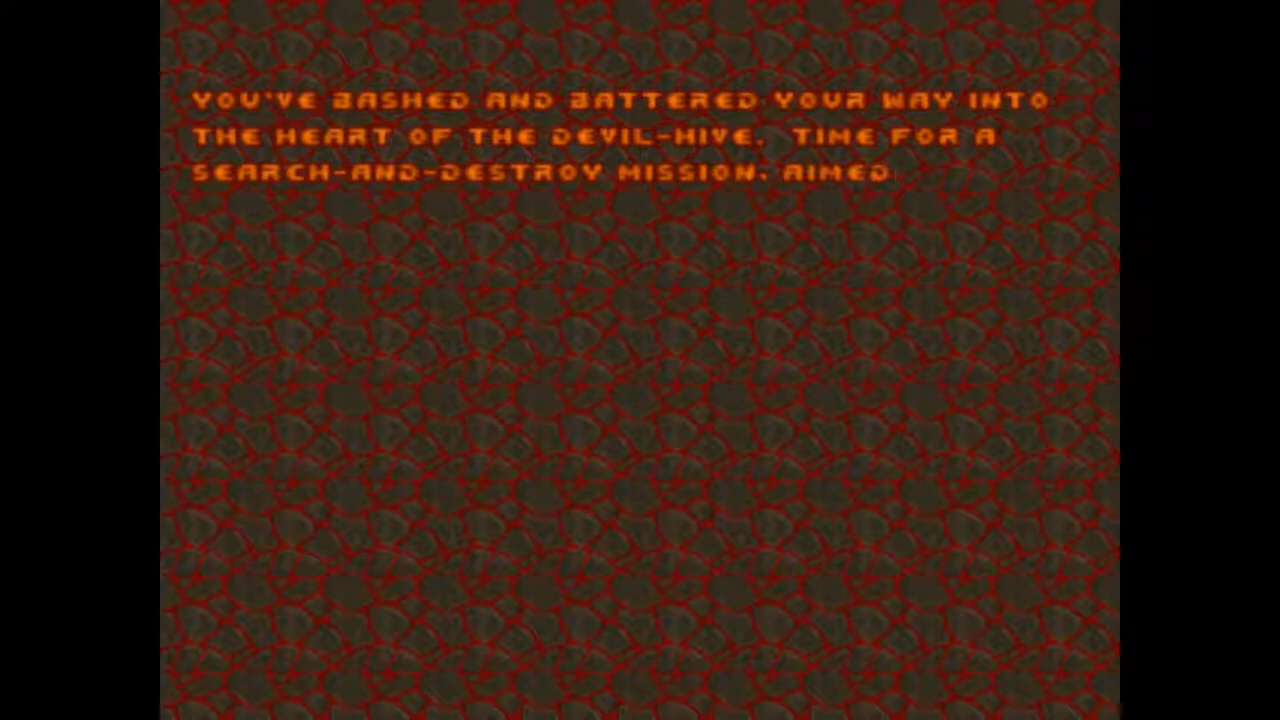 YOU'VE BASHED AND BATTERED YOUR WAY INTO
THE HEART OF THE DEVIL-HIVE.  TIME FOR A
SEARCH-AND-DESTROY MISSION, AIMED